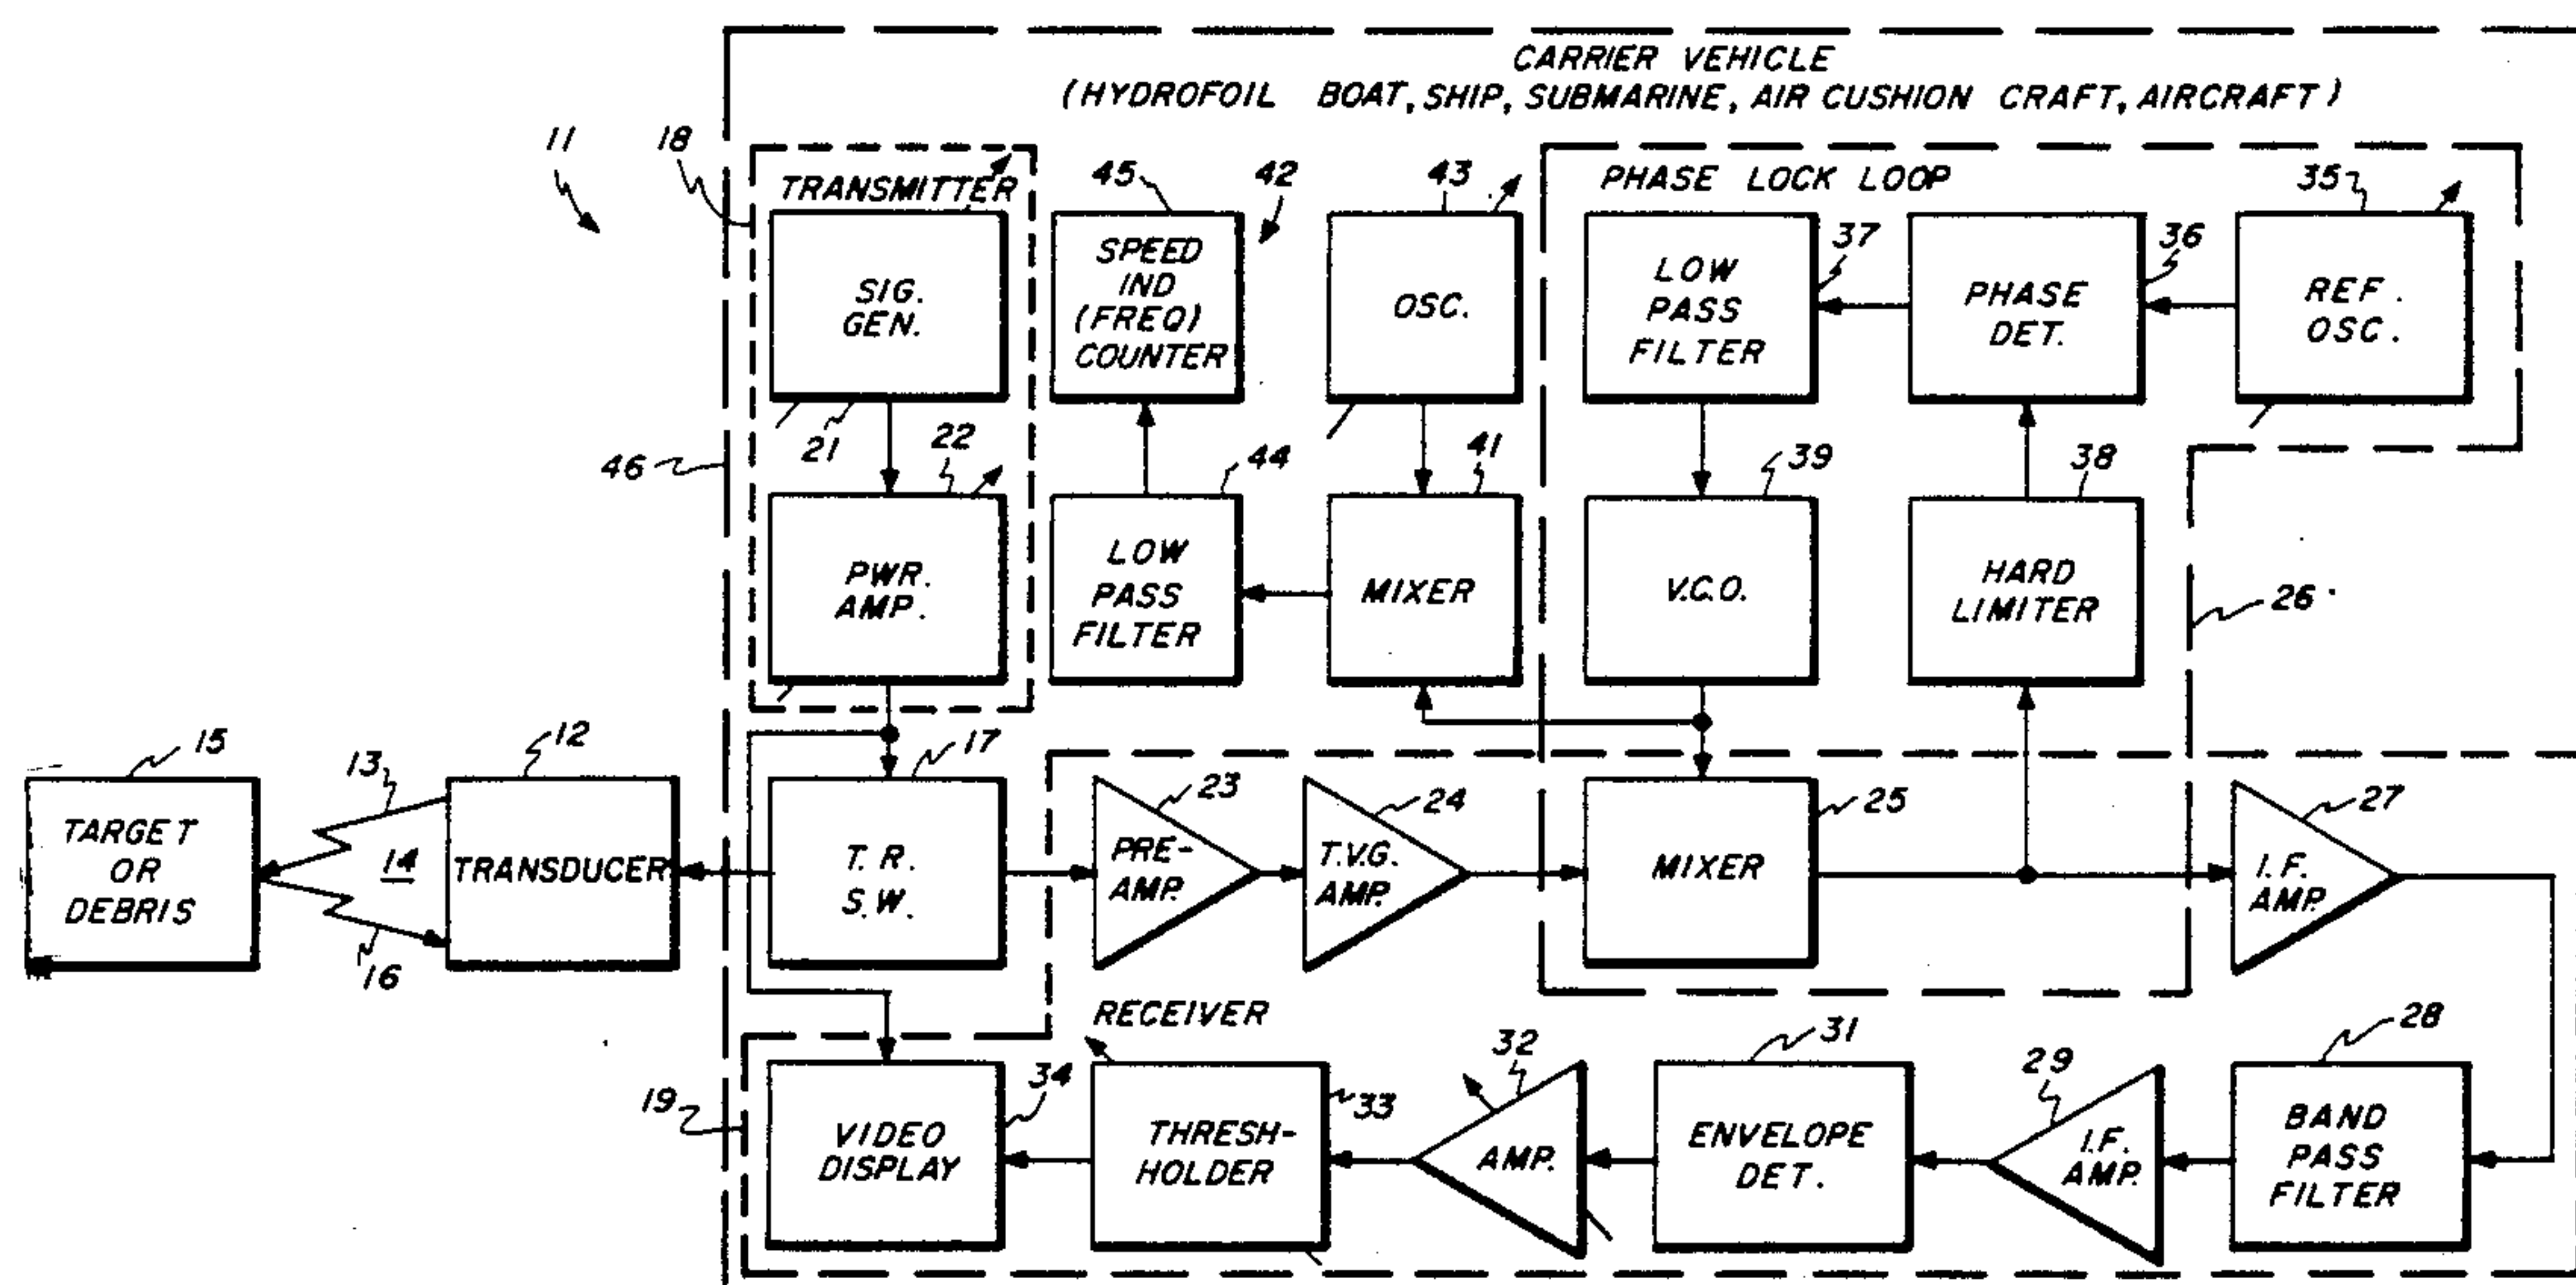 CARRIER VEHICLE
(HYDROFOIL BOAT, SHIP, SUBMARINE, AIR CUSHION CRAFT, AIRCRAFT)
11
18
TRANSMITTER
45
42
43
PHASE LOCK LOOP
35
SIG.
GEN.
SPEED
IND
(FREQ)
COUNTER
OSC.
LOW
PASS
FILTER
37
PHASE
DET.
36
REF.
OSC.
21
22
46
44
41
39
38
PWR.
AMP.
LOW
PASS
FILTER
MIXER
V.C.O.
HARD
LIMITER
26
15
13
12
17
23
24
25
27
TARGET
OR
DEBRIS
14
TRANSDUCER
T. R.
S.W.
PRE-
AMP.
T.V.G.
AMP.
MIXER
I.F.
AMP.
16
RECEIVER
19
34
33
32
31
29
28
VIDEO
DISPLAY
THRESH-
HOLDER
AMP.
ENVELOPE
DET.
I.F.
AMP.
BAND
PASS
FILTER